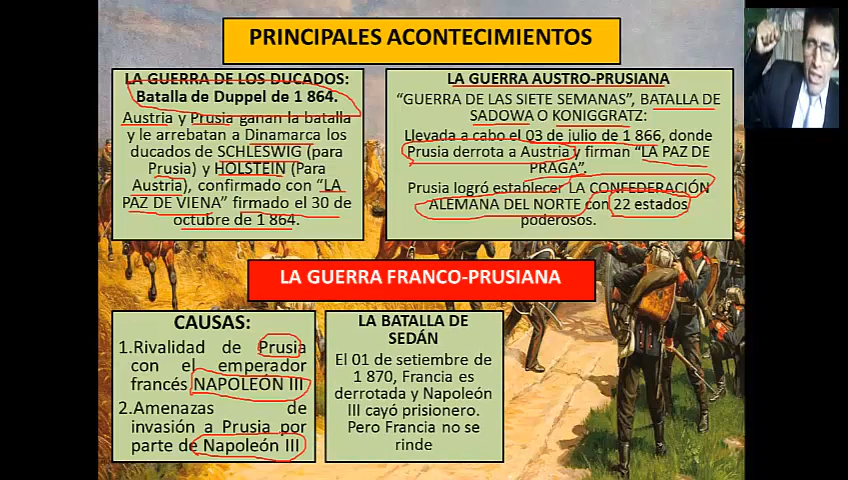 PRINCIPALES ACONTECIMIENTOS
LA GUERRA DE LOS DUCADOS:
Batalla de Duppel de 1 864.
Austria y Prusia ganan la batalla
y le arrebatan a Dinamarca los
ducados de SCHLESWIG (para
Prusia) y HOLSTEIN (Para
Austria), confirmado con “LA
PAZ DE VIENA” firmado el 30 de
octubre de 1 864.
LA GUERRA AUSTRO-PRUSIANA
“GUERRA DE LAS SIETE SEMANAS”, BATALLA DE
SADOWA O KONIGGRATZ:
Llevada a cabo el 03 de julio de 1 866, donde
Prusia derrota a Austria y firman “LA PAZ DE
PRAGA”.
Prusia logró establecer LA CONFEDERACIÓN
ALEMANA DEL NORTE con 22 estados
poderosos.
LA GUERRA FRANCO-PRUSIANA
CAUSAS:
1.Rivalidad de Prusia
con el emperador
francés NAPOLEÓN III
2.Amenazas de
invasión a Prusia por
parte de Napoleón III
LA BATALLA DE
SEDÁN
El 01 de setiembre de
1 870, Francia es
derrotada y Napoleón
III cayó prisionero.
Pero Francia no se
rinde